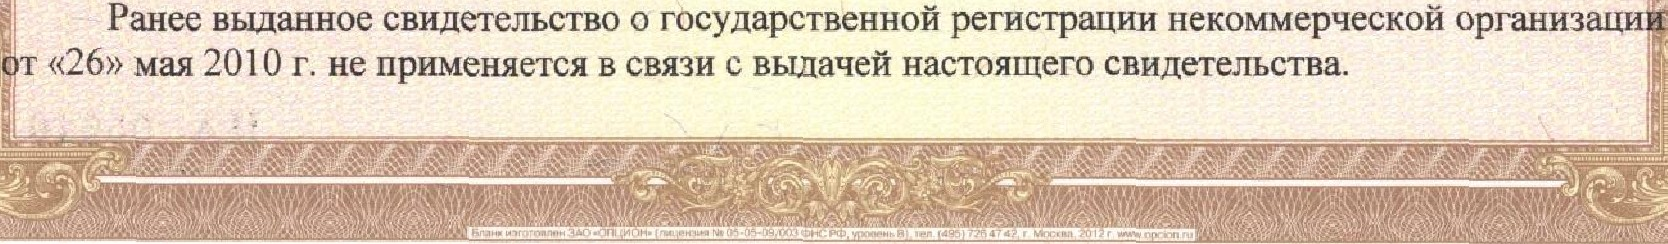 Ранее выданное свидетельство о государственной регистрации некоммерческой организации
от «26» мая 2010 г. не применяется в связи с выдачей настоящего свидетельства.
Бланк изготовлен ЗАО «ОПЦИОН» (лицензия № 05-05-09/003 ФНС РФ, уровень В), тел. (495) 726 47 42, г. Москва, 2012 г. www.opcion.ru